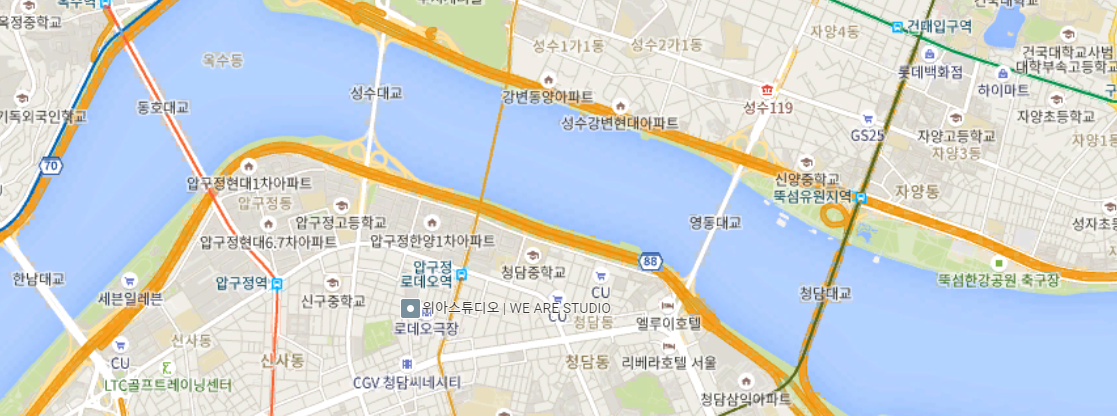 옥수역
건국대학교
옥정중학교
건대입구역
자양4동
성수1가1동
성수2가1동
건국대학교사범
대학부속고등학교
옥수동
롯데백화점
하이마트
성수대교
강변동양아파트
동호대교
성수119
기독외국인학교
성수강변현대아파트
GS25
자양고등학교
자양초등학교
자양3동
70
신양중학교
뚝섬유원지역
압구정현대1차아파트
압구정동
자양동
압구정고등학교
영동대교
압구정현대6.7차아파트
압구정한양1차아파트
88
한남대교
압구정역
압구정
로데오역
청담중학교
뚝섬한강공원 축구장
세븐일레븐
신구중학교
CU
청담대교
위아스튜디오 | WE ARE STUDIO
CU
로데오극장
청담동
엘루이호텔
신사동
CU
신사동
청담동
리베라호텔 서울
LTC골프트레이닝센터
CGV 청담씨네시티
청담삼익아파트